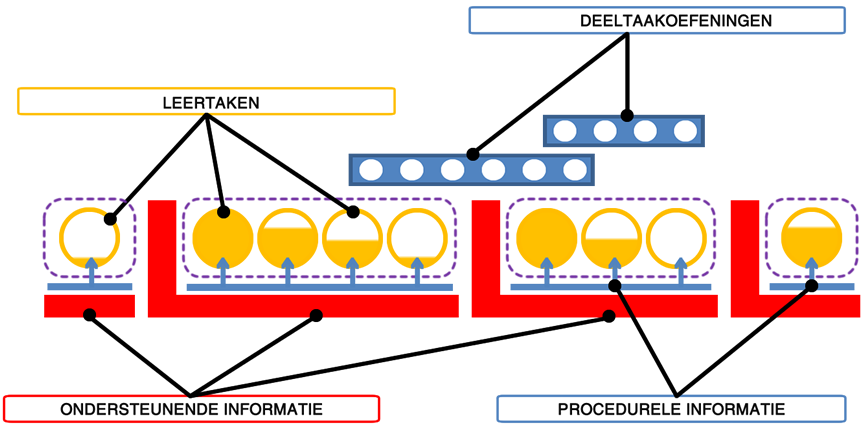 DEELTAAKOEFENINGEN
LEERTAKEN
ONDERSTEUNENDE INFORMATIE
PROCEDURELE INFORMATIE